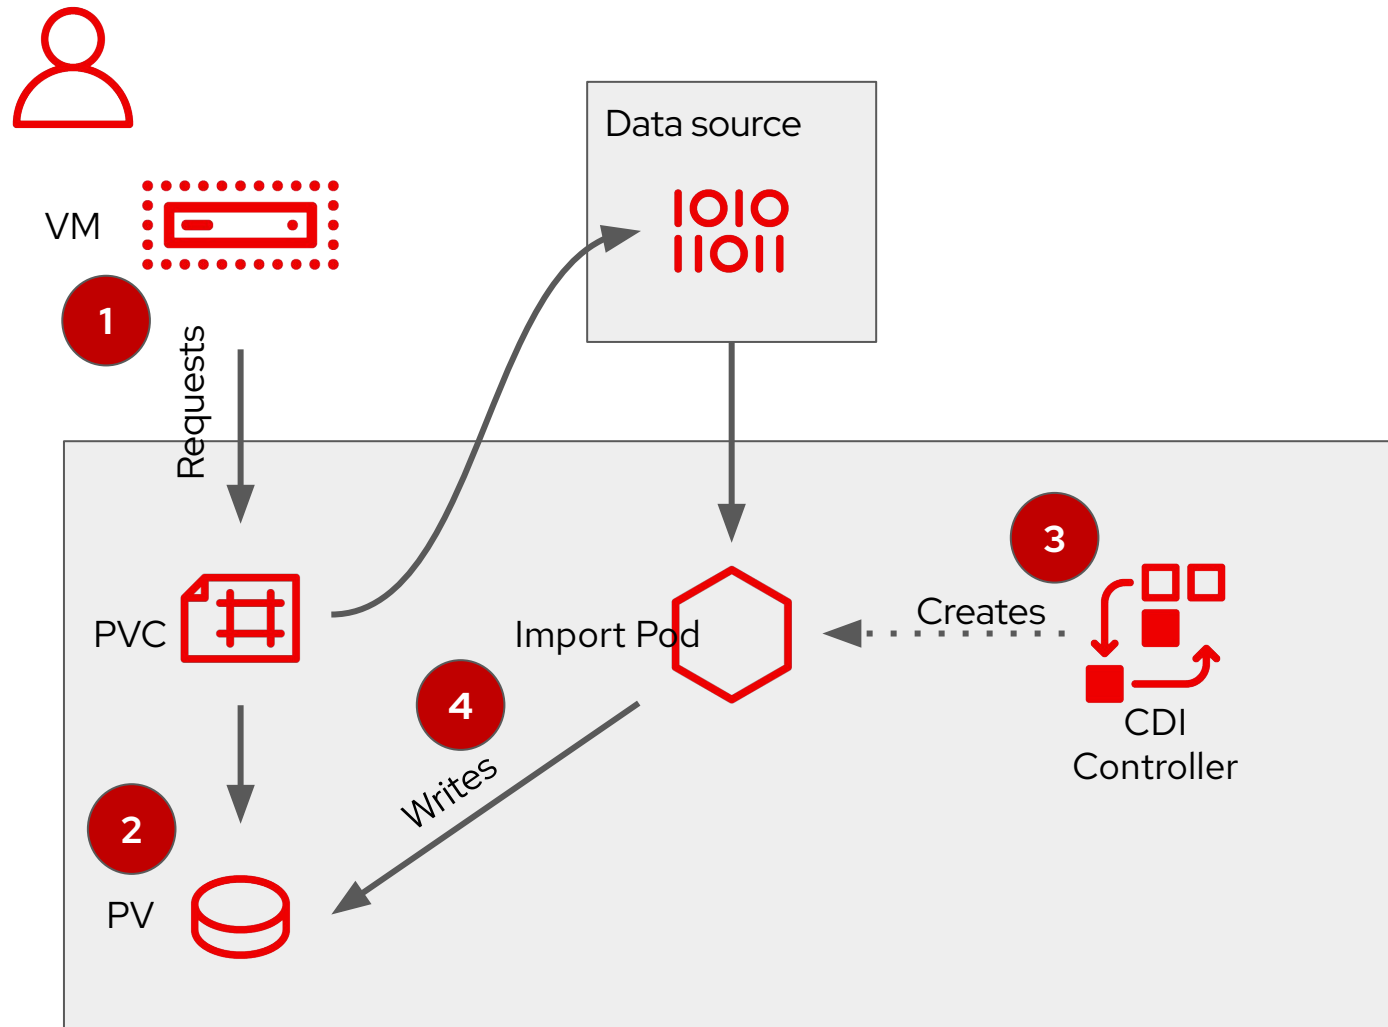 Data source
1010
11011
VM
1
Requests
3
Creates
PVC
Import Pod
4
CDI
Controller
Writes
2
PV